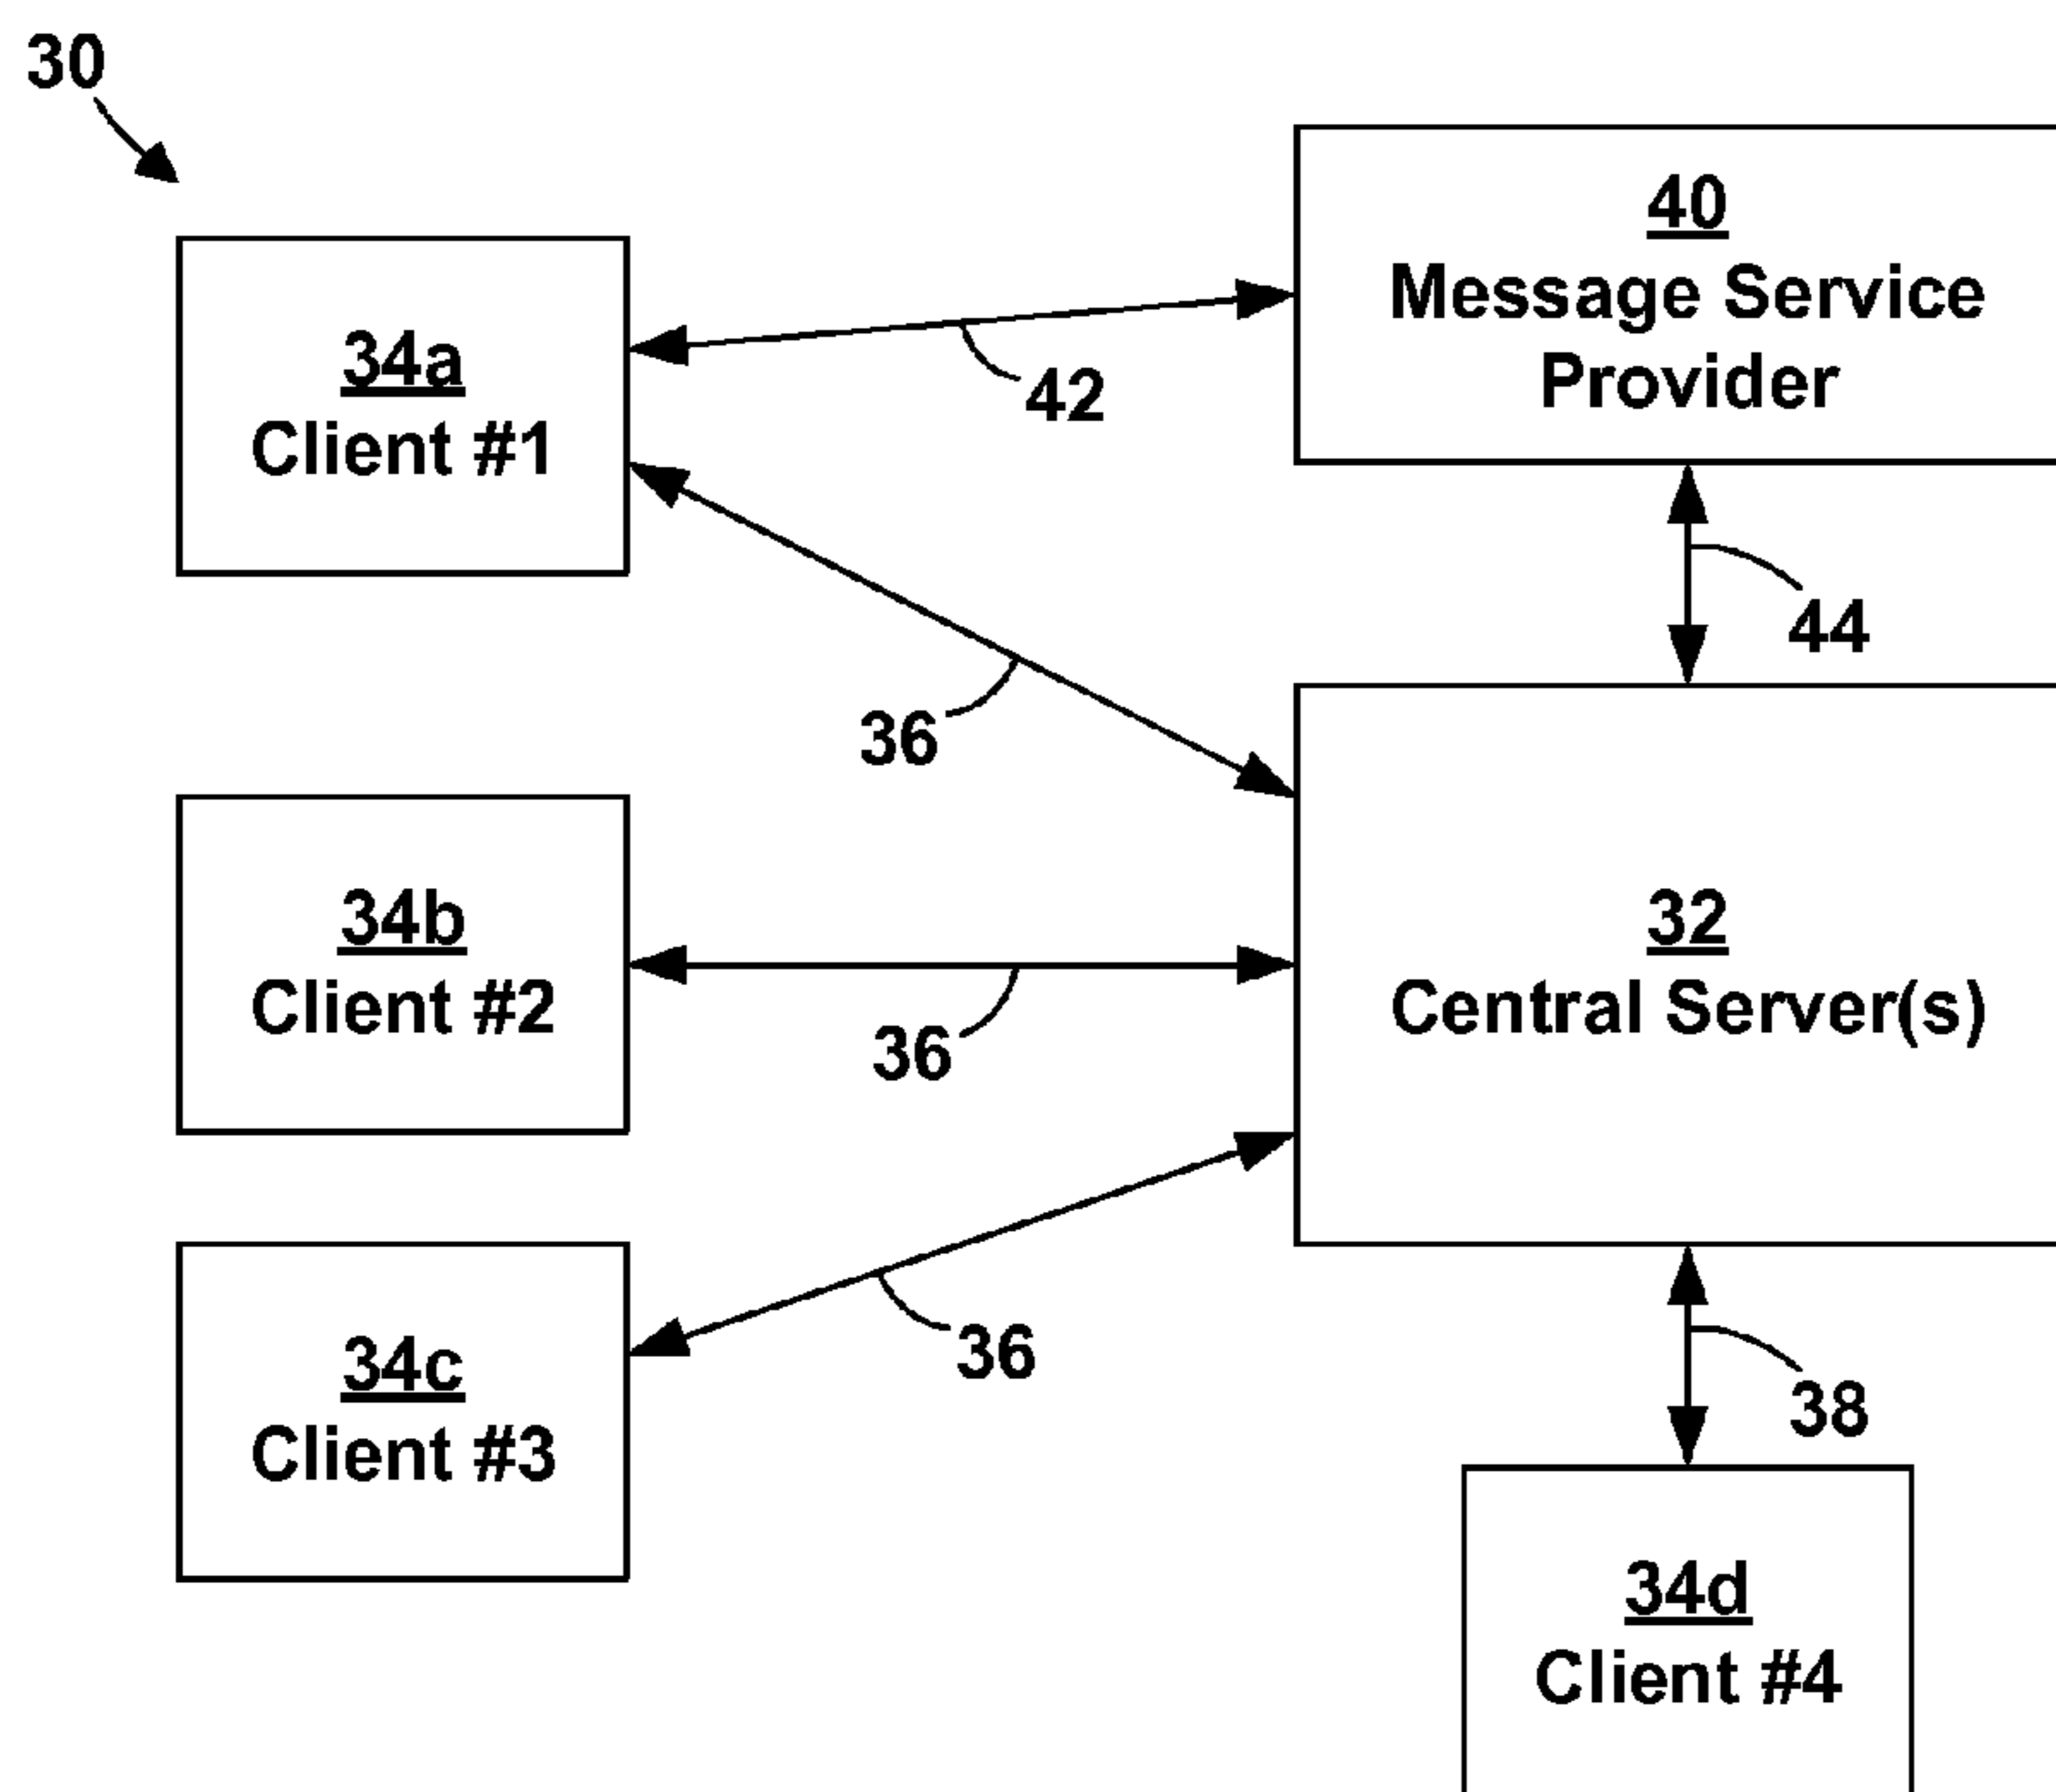 30
40
Message Service
Provider
34a
Client #1
42
44
36
34b
Client #2
32
Central Server(s)
36
34c
Client #3
36
38
34d
Client #4